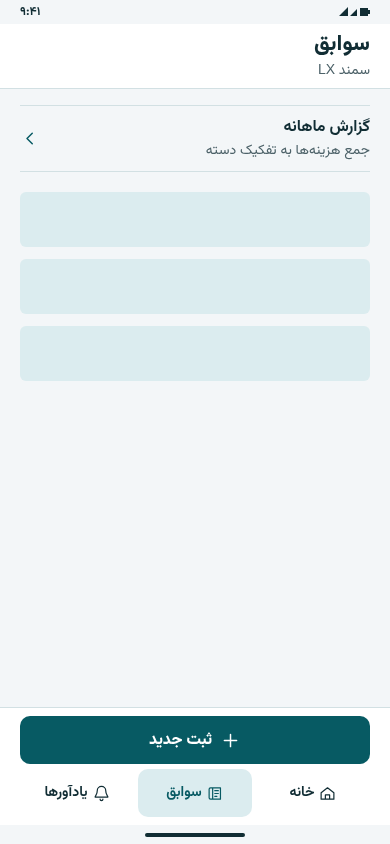 ۹:۴۱
سوابق
سمند LX
گزارش ماهانه
جمع هزینه‌ها به تفکیک دسته
ثبت جدید
خانه
سوابق
یادآورها